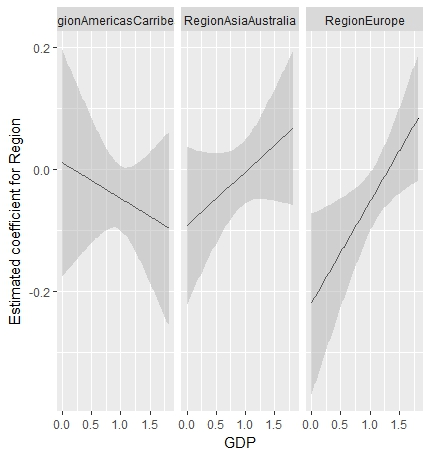 gionAmericasCarribe
RegionAsiaAustralia
RegionEurope
0.2
0.0
-0.2
Estimated coefficient for Region
0.0 0.5 1.0 1.5
0.0 0.5 1.0 1.5
0.0 0.5 1.0 1.5
GDP